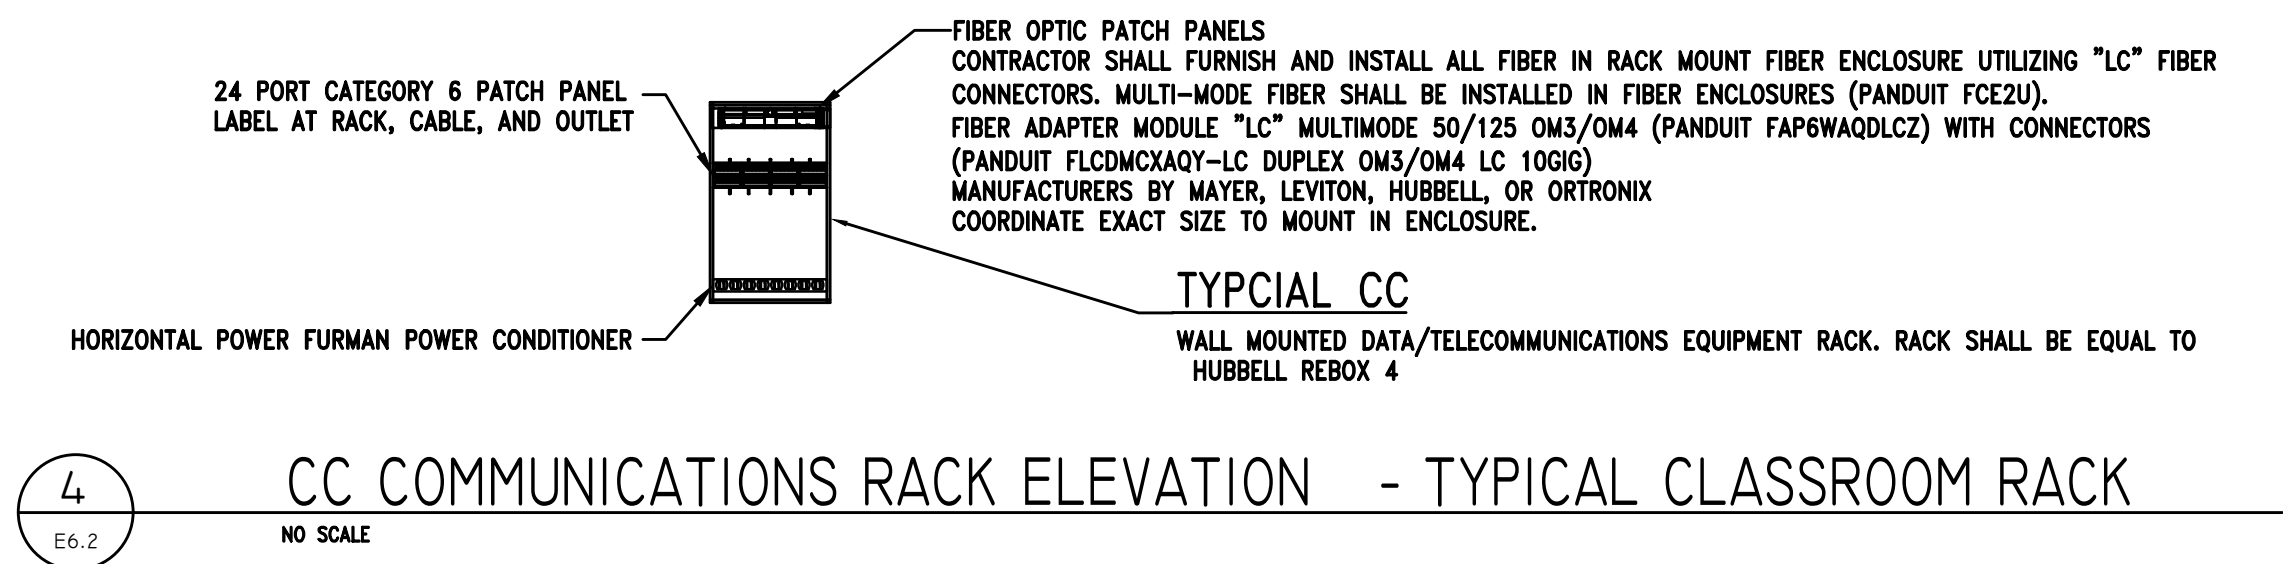 FIBER OPTIC PATCH PANELS
CONTRACTOR SHALL FURNISH AND INSTALL ALL FIBER IN RACK MOUNT FIBER ENCLOSURE UTILIZING "LC" FIBER
CONNECTORS. MULTI-MODE FIBER SHALL BE INSTALLED IN FIBER ENCLOSURES (PANDUIT FCE2U).
FIBER ADAPTER MODULE "LC" MULTIMODE 50/125 OM3/OM4 (PANDUIT FAP6WAQDLCZ) WITH CONNECTORS
(PANDUIT FLCDMCXAQY-LC DUPLEX OM3/OM4 LC 10GIG)
MANUFACTURERS BY MAYER, LEVITON, HUBBELL, OR ORTRONIX
COORDINATE EXACT SIZE TO MOUNT IN ENCLOSURE.
24 PORT CATEGORY 6 PATCH PANEL
LABEL AT RACK, CABLE, AND OUTLET
HORIZONTAL POWER FURMAN POWER CONDITIONER
TYPCIAL CC
WALL MOUNTED DATA/TELECOMMUNICATIONS EQUIPMENT RACK. RACK SHALL BE EQUAL TO
HUBBELL REBOX 4
4
E6.2
CC COMMUNICATIONS RACK ELEVATION - TYPICAL CLASSROOM RACK
NO SCALE